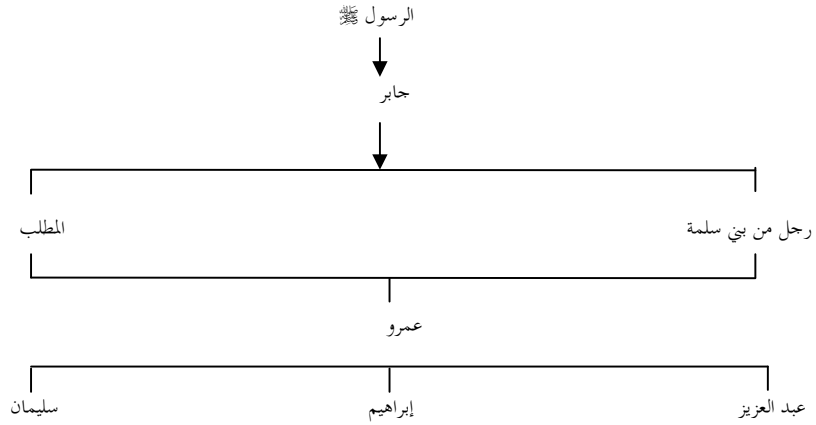 الرسول ﷺ
جابر
رجل من بني سلمة المطلب
عمرو
عبد العزيز إبراهيم سليمان